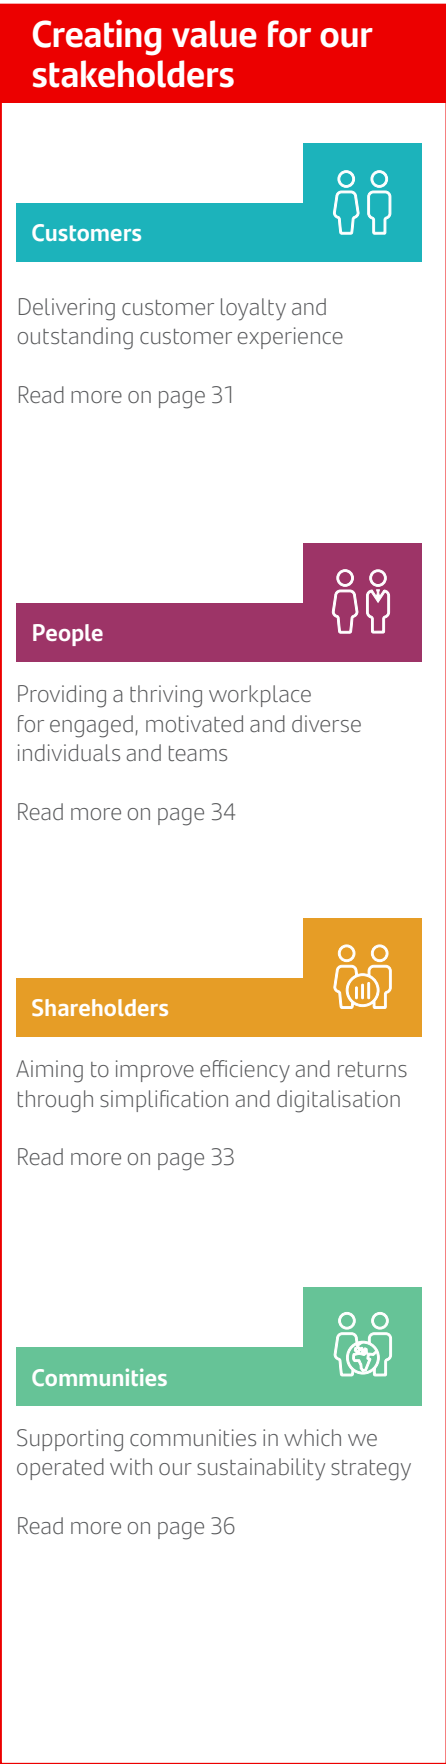 Creating value for our
stakeholders
Customers
Delivering customer loyalty and
outstanding customer experience
Read more on page 31
People
Providing a thriving workplace
for engaged, motivated and diverse
individuals and teams
Read more on page 34
Shareholders
Aiming to improve efficiency and returns
through simplification and digitalisation
Read more on page 33
Communities
Supporting communities in which we
operated with our sustainability strategy
Read more on page 36